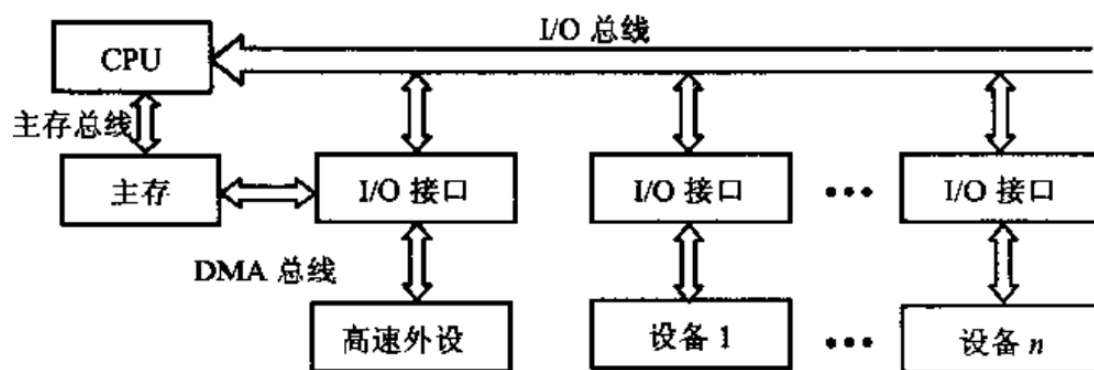 I/O 总线
CPU
主存总线
主存
I/O 接口
I/O 接口
•••
I/O 接口
DMA 总线
高速外设
设备 1
•••
设备 n